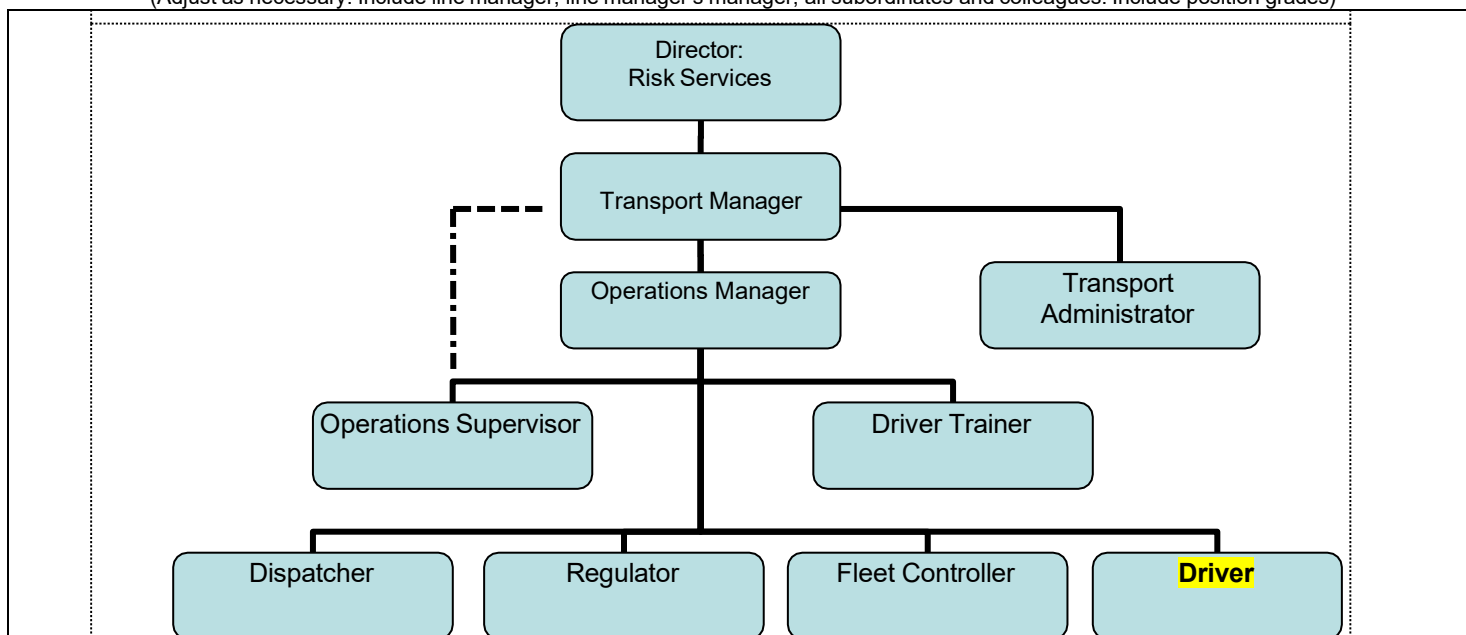 (Adjust as necessary. Include line manager, line manager's manager, all subordinates and colleagues. Include position grades)
Director:
Risk Services
Transport Manager
Operations Manager
Transport
Administrator
Operations Supervisor
Driver Trainer
Dispatcher
Regulator
Fleet Controller
Driver